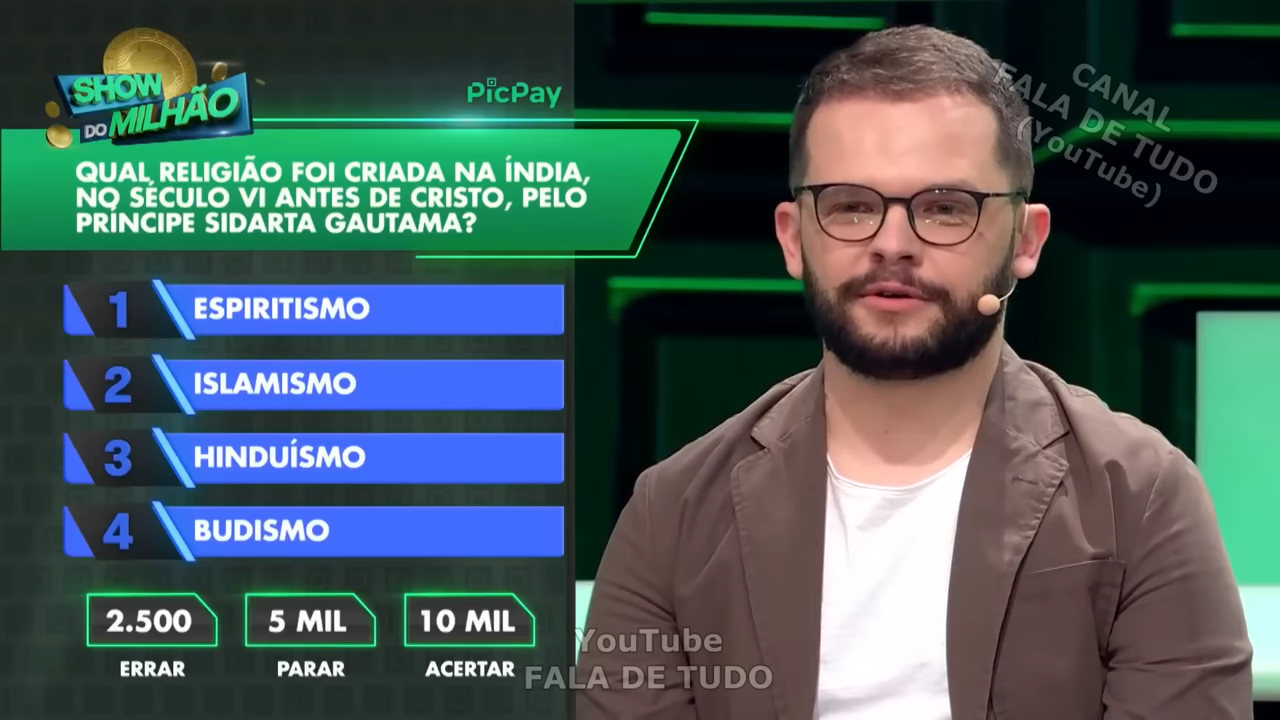 SHOW
DO MILHÃO
PicPay
QUAL RELIGIÃO FOI CRIADA NA ÍNDIA,
NO SÉCULO VI ANTES DE CRISTO, PELO
PRÍNCIPE SIDARTA GAUTAMA?
1 ESPIRITISMO
2 ISLAMISMO
3 HINDUÍSMO
4 BUDISMO
2.500 5 MIL 10 MIL
ERRAR PARAR ACERTAR
CANAL
FALA DE TUDO
(YouTube)
YouTube
FALA DE TUDO